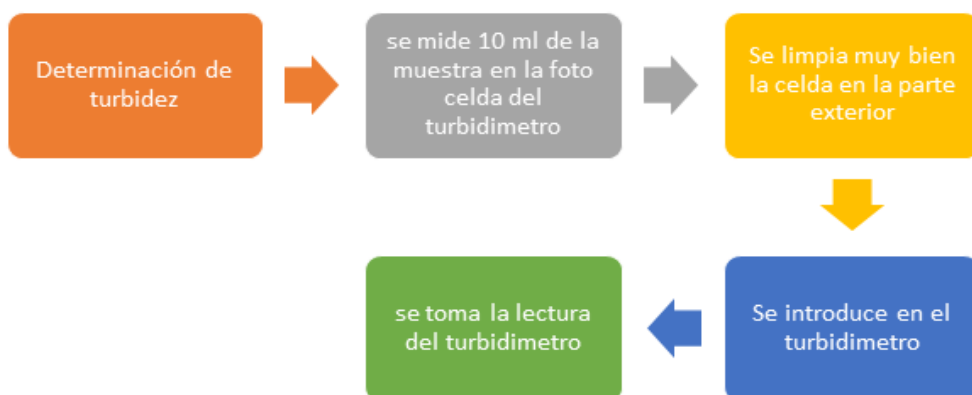 Determinación de
turbidez
se mide 10 ml de la
muestra en la foto
celda del
turbidimetro
Se limpia muy bien
la celda en la parte
exterior
Se introduce en el
turbidimetro
se toma la lectura
del turbidimetro